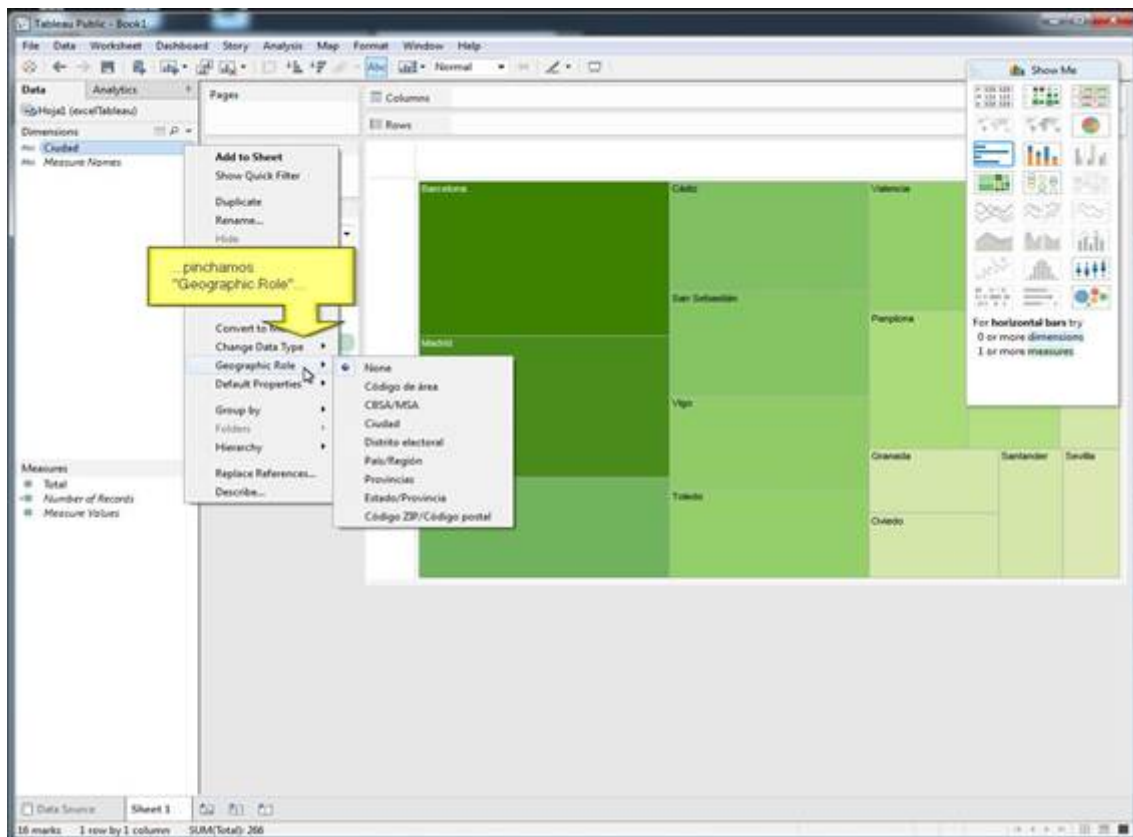 Tableau Public - Book1
File Data Worksheet Dashboard Story Analysis Map Format Window Help
Abc Normal
Data Analytics
Pages
Columns
Rows
Show Me
Hoja1 (excelTableau)
Dimensions
Abc Ciudad
Abc Measure Names
Add to Sheet
Show Quick Filter
Duplicate
Rename...
Hide
...pinchamos
"Geographic Role"...
Change Data Type
Geographic Role
Default Properties
Group by
Folders
Hierarchy
Replace References...
Describe...
None
Código de área
CBSA/MSA
Ciudad
Distrito electoral
País/Región
Provincias
Estado/Provincia
Código ZIP/Código postal
Barcelona
Madrid
Cádiz
San Sebastián
Vigo
Toledo
Valencia
Pamplona
Granada
Oviedo
Santander
Sevilla
For horizontal bars try
0 or more dimensions
1 or more measures
Measures
Total
Number of Records
Measure Values
Data Source Sheet 1
16 marks 1 row by 1 column SUM(Total): 266